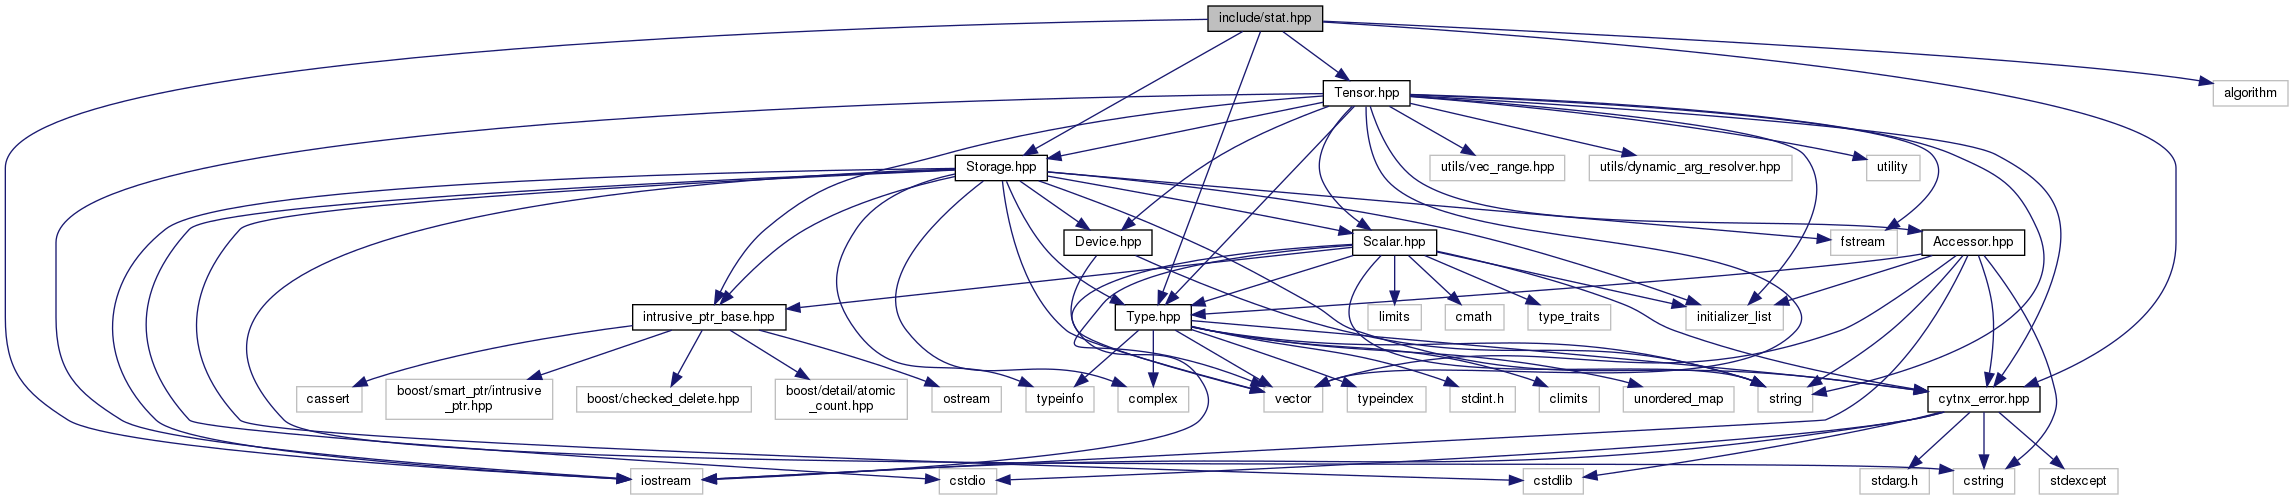 include/stat.hpp
Tensor.hpp
algorithm
Storage.hpp
utils/vec_range.hpp
utils/dynamic_arg_resolver.hpp
utility
Device.hpp
Scalar.hpp
fstream
Accessor.hpp
intrusive_ptr_base.hpp
Type.hpp
limits
cmath
type_traits
initializer_list
cassert
boost/smart_ptr/intrusive
_ptr.hpp
boost/checked_delete.hpp
boost/detail/atomic
_count.hpp
ostream
typeinfo
complex
vector
typeindex
stdint.h
climits
unordered_map
string
cytnx_error.hpp
iostream
cstdio
cstdlib
stdarg.h
cstring
stdexcept